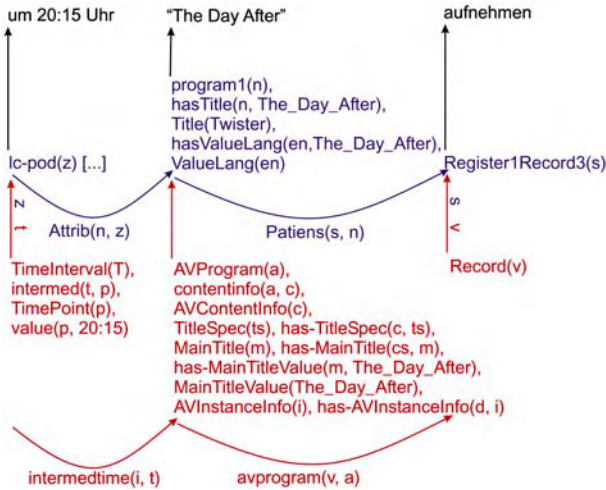 um 20:15 Uhr
"The Day After"
aufnehmen
program1(n),
hasTitle(n, The_Day_After),
Title(Twister),
hasValueLang(en,The_Day_After),
ValueLang(en)
lc-pod(z) [...]
Register1Record3(s)
z
t
s
v
Attrib(n, z)
Patiens(s, n)
TimeInterval(T),
intermed(t, p),
TimePoint(p),
value(p, 20:15)
AVProgram(a),
contentinfo(a, c),
AVContentInfo(c),
TitleSpec(ts), has-TitleSpec(c, ts),
MainTitle(m), has-MainTitle(cs, m),
has-MainTitleValue(m, The_Day_After),
MainTitleValue(The_Day_After),
AVInstanceInfo(i), has-AVInstanceInfo(d, i)
Record(v)
intermedtime(i, t)
avprogram(v, a)